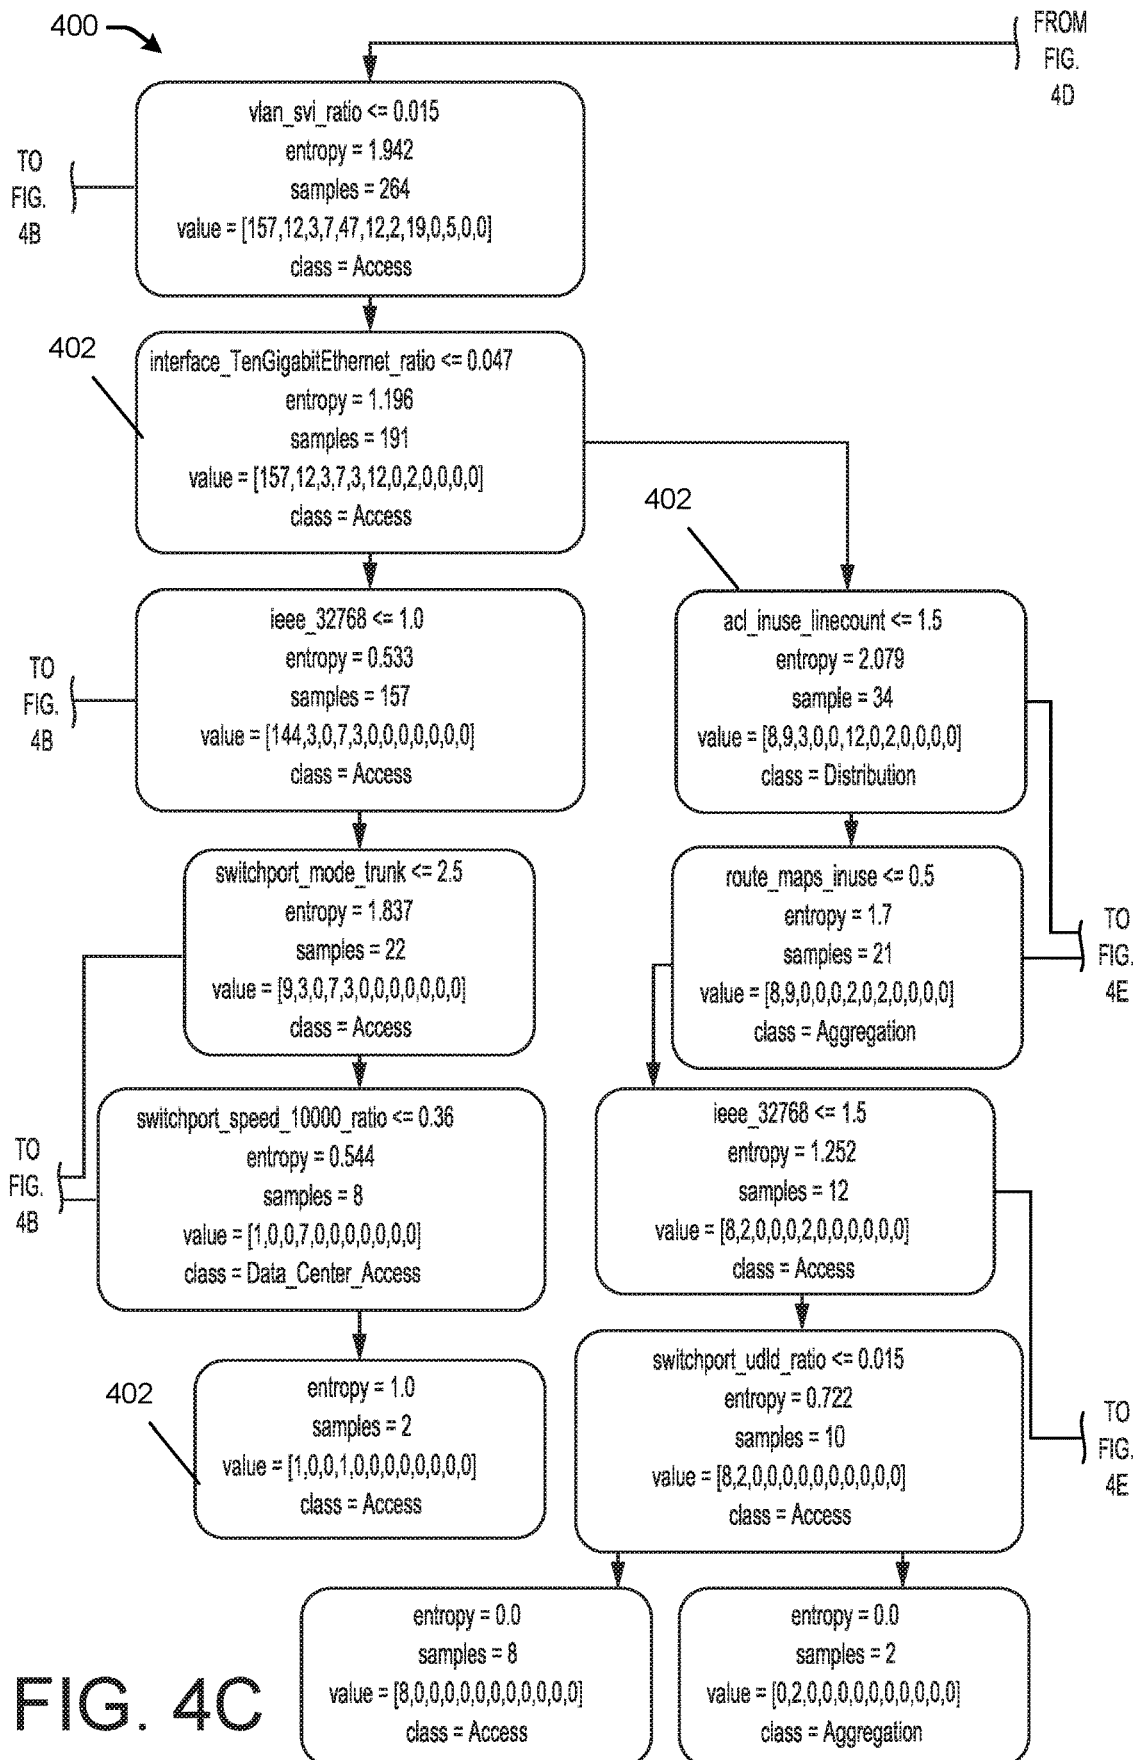 400
FROM
FIG.
4D
vlan_svi_ratio <= 0.015
entropy = 1.942
samples = 264
value = [157,12,3,7,47,12,2,19,0,5,0,0]
class = Access
TO
FIG.
4B
402
interface_TenGigabitEthernet_ratio <= 0.047
entropy = 1.196
samples = 191
value = [157,12,3,7,3,12,0,2,0,0,0,0]
class = Access
402
ieee_32768 <= 1.0
entropy = 0.533
samples = 157
value = [144,3,0,7,3,0,0,0,0,0,0,0]
class = Access
TO
FIG.
4B
acl_inuse_linecount <= 1.5
entropy = 2.079
sample = 34
value = [8,9,3,0,0,12,0,2,0,0,0,0]
class = Distribution
switchport_mode_trunk <= 2.5
entropy = 1.837
samples = 22
value = [9,3,0,7,3,0,0,0,0,0,0,0]
class = Access
route_maps_inuse <= 0.5
entropy = 1.7
samples = 21
value = [8,9,0,0,0,2,0,2,0,0,0,0]
class = Aggregation
TO
FIG.
4E
switchport_speed_10000_ratio <= 0.36
entropy = 0.544
samples = 8
value = [1,0,0,7,0,0,0,0,0,0,0,0]
class = Data_Center_Access
TO
FIG.
4B
ieee_32768 <= 1.5
entropy = 1.252
samples = 12
value = [8,2,0,0,0,2,0,0,0,0,0,0]
class = Access
402
entropy = 1.0
samples = 2
value = [1,0,0,1,0,0,0,0,0,0,0,0]
class = Access
switchport_udld_ratio <= 0.015
entropy = 0.722
samples = 10
value = [8,2,0,0,0,0,0,0,0,0,0,0]
class = Access
TO
FIG.
4E
entropy = 0.0
samples = 8
value = [8,0,0,0,0,0,0,0,0,0,0,0]
class = Access
entropy = 0.0
samples = 2
value = [0,2,0,0,0,0,0,0,0,0,0,0]
class = Aggregation
FIG. 4C